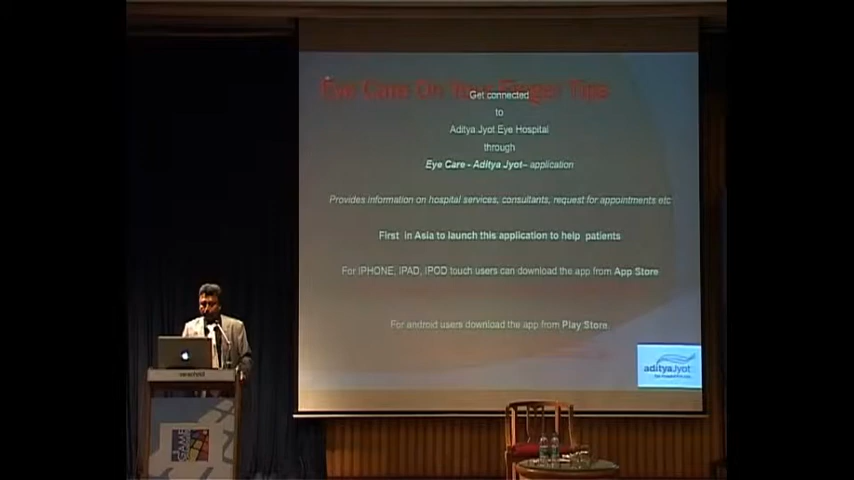 Eye Care On Your Finger Tips
Get connected
to
Aditya Jyot Eye Hospital
through
Eye Care - Aditya Jyot– application
Provides information on hospital services, consultants, request for appointments etc
First in Asia to launch this application to help patients
For IPHONE, IPAD, IPOD touch users can download the app from App Store
For android users download the app from Play Store
adityaJyot